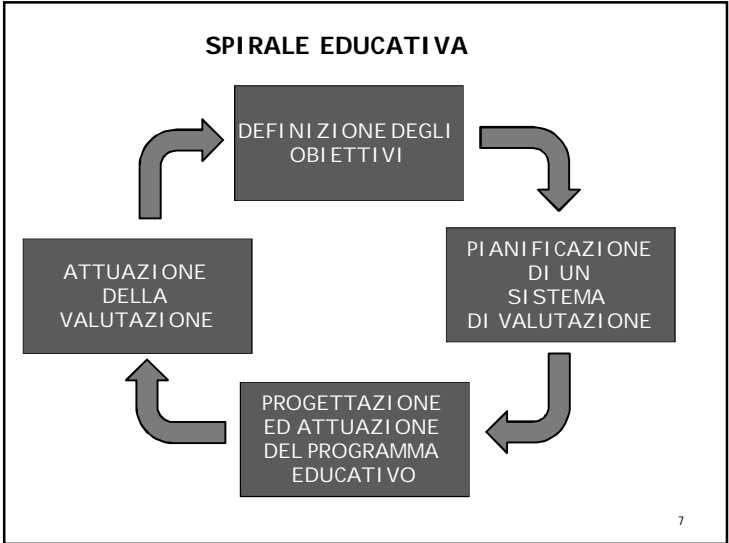 SPIRALE EDUCATIVA
DEFINIZIONE DEGLI
OBIETTIVI
PIANIFICAZIONE
DI UN
SISTEMA
DI VALUTAZIONE
PROGETTAZIONE
ED ATTUAZIONE
DEL PROGRAMMA
EDUCATIVO
ATTUAZIONE
DELLA
VALUTAZIONE
7